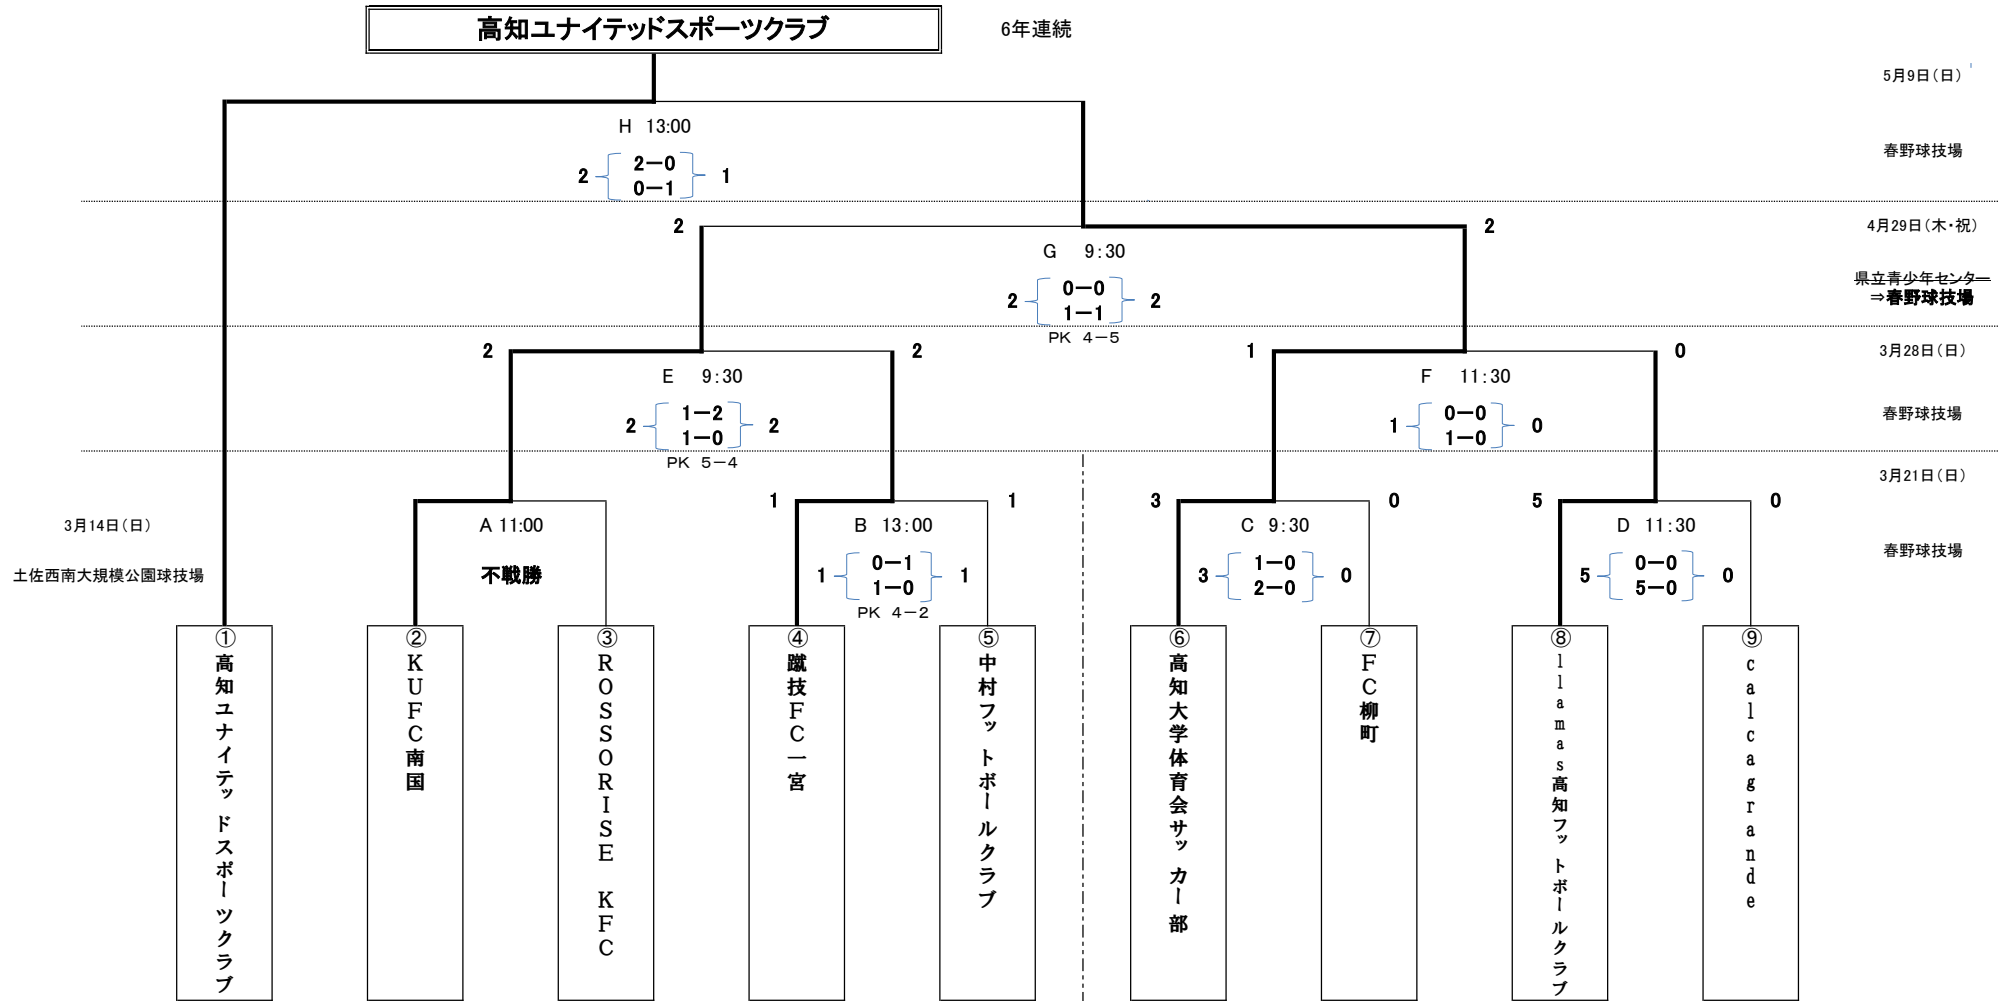 高知ユナイテッドスポーツクラブ
6年連続
5月9日(日)
H 13:00
春野球技場
2 2－0 1
0－1
2 2
4月29日(木・祝)
G 9:30
県立青少年センター
⇒春野球技場
2 0－0 2
1－1
PK 4－5
2 2 1 0
3月28日(日)
E 9:30
F 11:30
2 1－2 2
1－0
PK 5－4
1 0－0 0
1－0
春野球技場
3月21日(日)
1 1 3 0 5 0
3月14日(日)
A 11:00
B 13:00
C 9:30
D 11:30
春野球技場
土佐西南大規模公園球技場
不戦勝
1 0－1 1
1－0
PK 4－2
3 1－0 0
2－0
5 0－0 0
5－0
①高知ユナイテッドスポーツクラブ
②KUFC南国
③ROSSORISE KFC
④蹴技FC一宮
⑤中村フットボールクラブ
⑥高知大学体育会サッカー部
⑦FC柳町
⑧llamas高知フットボールクラブ
⑨calcagrande